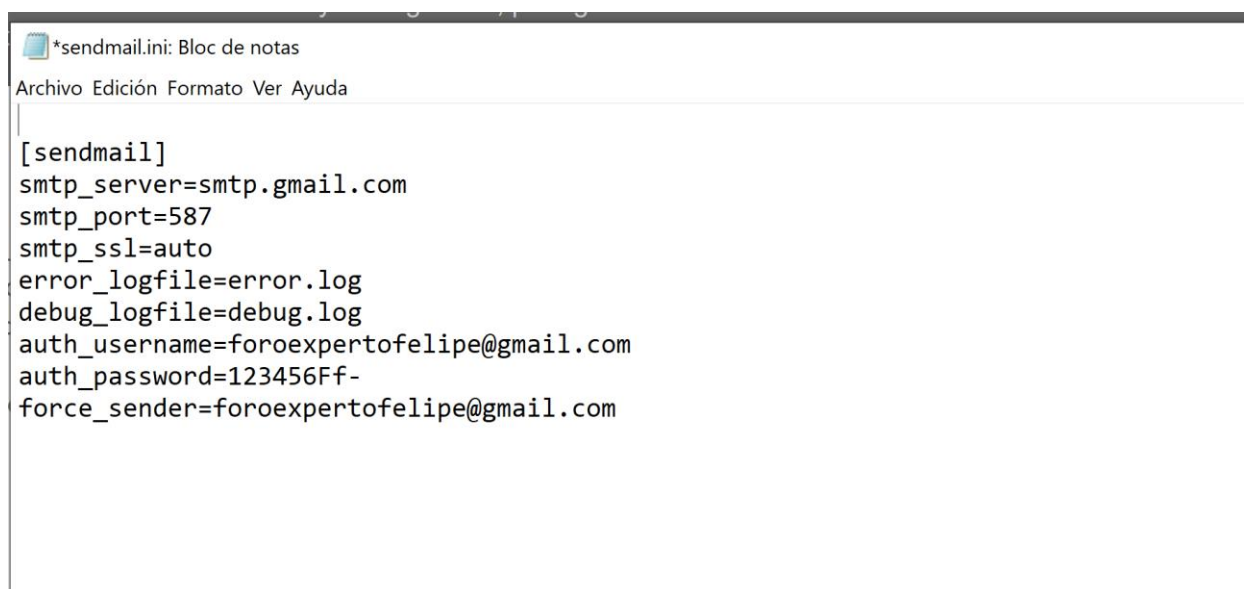 *sendmail.ini: Bloc de notas
Archivo Edición Formato Ver Ayuda
[sendmail]
smtp_server=smtp.gmail.com
smtp_port=587
smtp_ssl=auto
error_logfile=error.log
debug_logfile=debug.log
auth_username=foroexpertofelipe@gmail.com
auth_password=123456Ff-
force_sender=foroexpertofelipe@gmail.com